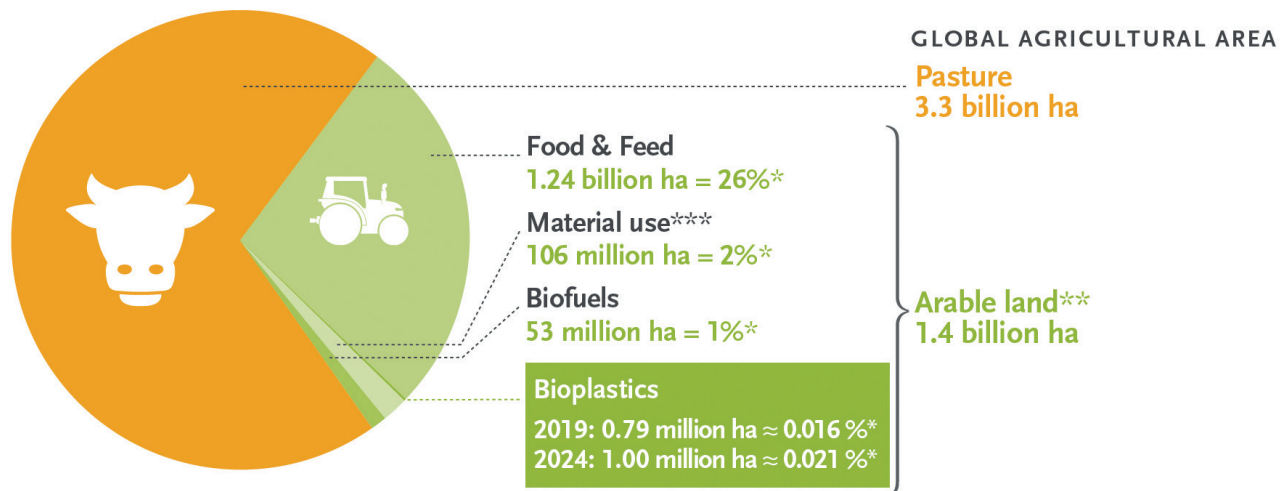 GLOBAL AGRICULTURAL AREA
Pasture
3.3 billion ha
Food & Feed
1.24 billion ha = 26%*
Material use***
106 million ha = 2%*
Biofuels
53 million ha = 1%*
Arable land**
1.4 billion ha
Bioplastics
2019: 0.79 million ha ≈ 0.016 %*
2024: 1.00 million ha ≈ 0.021 %*